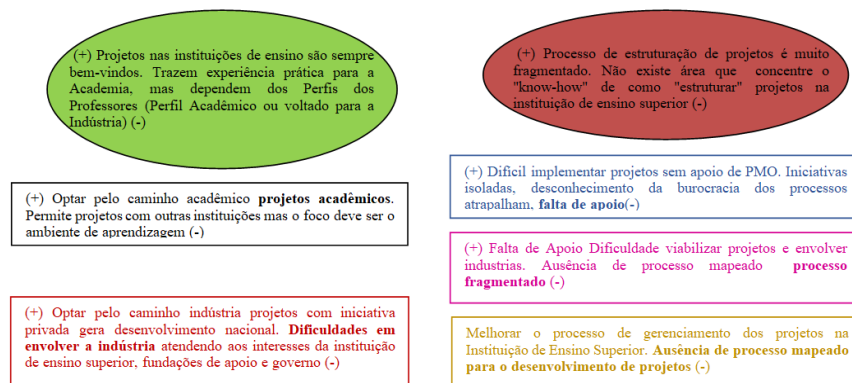 (+) Projetos nas instituições de ensino são sempre
bem-vindos. Trazem experiência prática para a
Academia, mas dependem dos Perfis dos
Professores (Perfil Acadêmico ou voltado para a
Indústria) (-)
(+) Optar pelo caminho acadêmico projetos acadêmicos.
Permite projetos com outras instituições mas o foco deve ser o
ambiente de aprendizagem (-)
(+) Optar pelo caminho indústria projetos com iniciativa
privada gera desenvolvimento nacional. Dificuldades em
envolver a indústria atendendo aos interesses da instituição
de ensino superior, fundações de apoio e governo (-)
(+) Processo de estruturação de projetos é muito
fragmentado. Não existe área que concentre o
"know-how" de como "estruturar" projetos na
instituição de ensino superior (-)
(+) Dificil implementar projetos sem apoio de PMO. Iniciativas
isoladas, desconhecimento da burocracia dos processos
atrapalham, falta de apoio(-)
(+) Falta de Apoio Dificuldade viabilizar projetos e envolver
industrias. Ausência de processo mapeado processo
fragmentado (-)
Melhorar o processo de gerenciamento dos projetos na
Instituição de Ensino Superior. Ausência de processo mapeado
para o desenvolvimento de projetos (-)